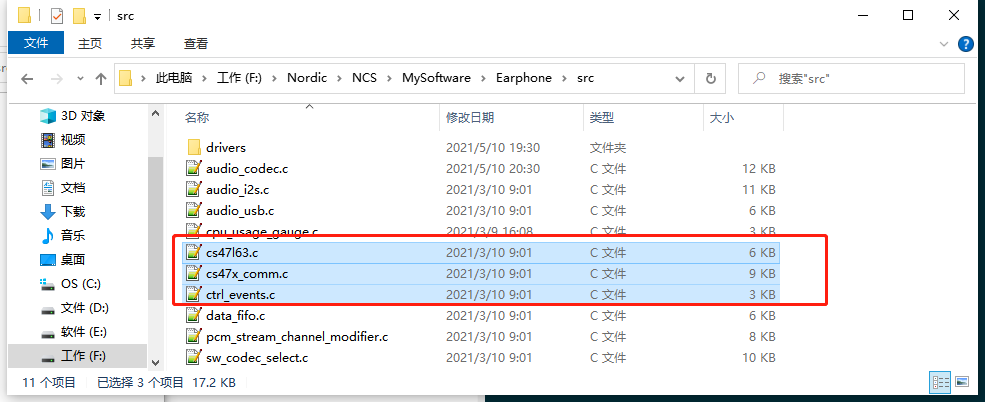 src
文件 主页 共享 查看
此电脑 工作 (F:) Nordic NCS MySoftware Earphone src 搜索"src"
名称 修改日期 类型 大小
3D 对象
视频
图片
文档
下载
音乐
桌面
OS (C:)
文件 (D:)
软件 (E:)
工作 (F:)
drivers 2021/5/10 19:30 文件夹
audio_codec.c 2021/5/10 20:30 C 文件 12 KB
audio_i2s.c 2021/3/10 9:01 C 文件 11 KB
audio_usb.c 2021/3/10 9:01 C 文件 6 KB
cpu_usage_gauge.c 2021/3/9 16:08 C 文件 3 KB
cs47l63.c 2021/3/10 9:01 C 文件 6 KB
cs47x_comm.c 2021/3/10 9:01 C 文件 9 KB
ctrl_events.c 2021/3/10 9:01 C 文件 3 KB
data_fifo.c 2021/3/10 9:01 C 文件 6 KB
pcm_stream_channel_modifier.c 2021/3/10 9:01 C 文件 8 KB
sw_codec_select.c 2021/3/10 9:01 C 文件 10 KB
11 个项目 已选择 3 个项目 17.2 KB